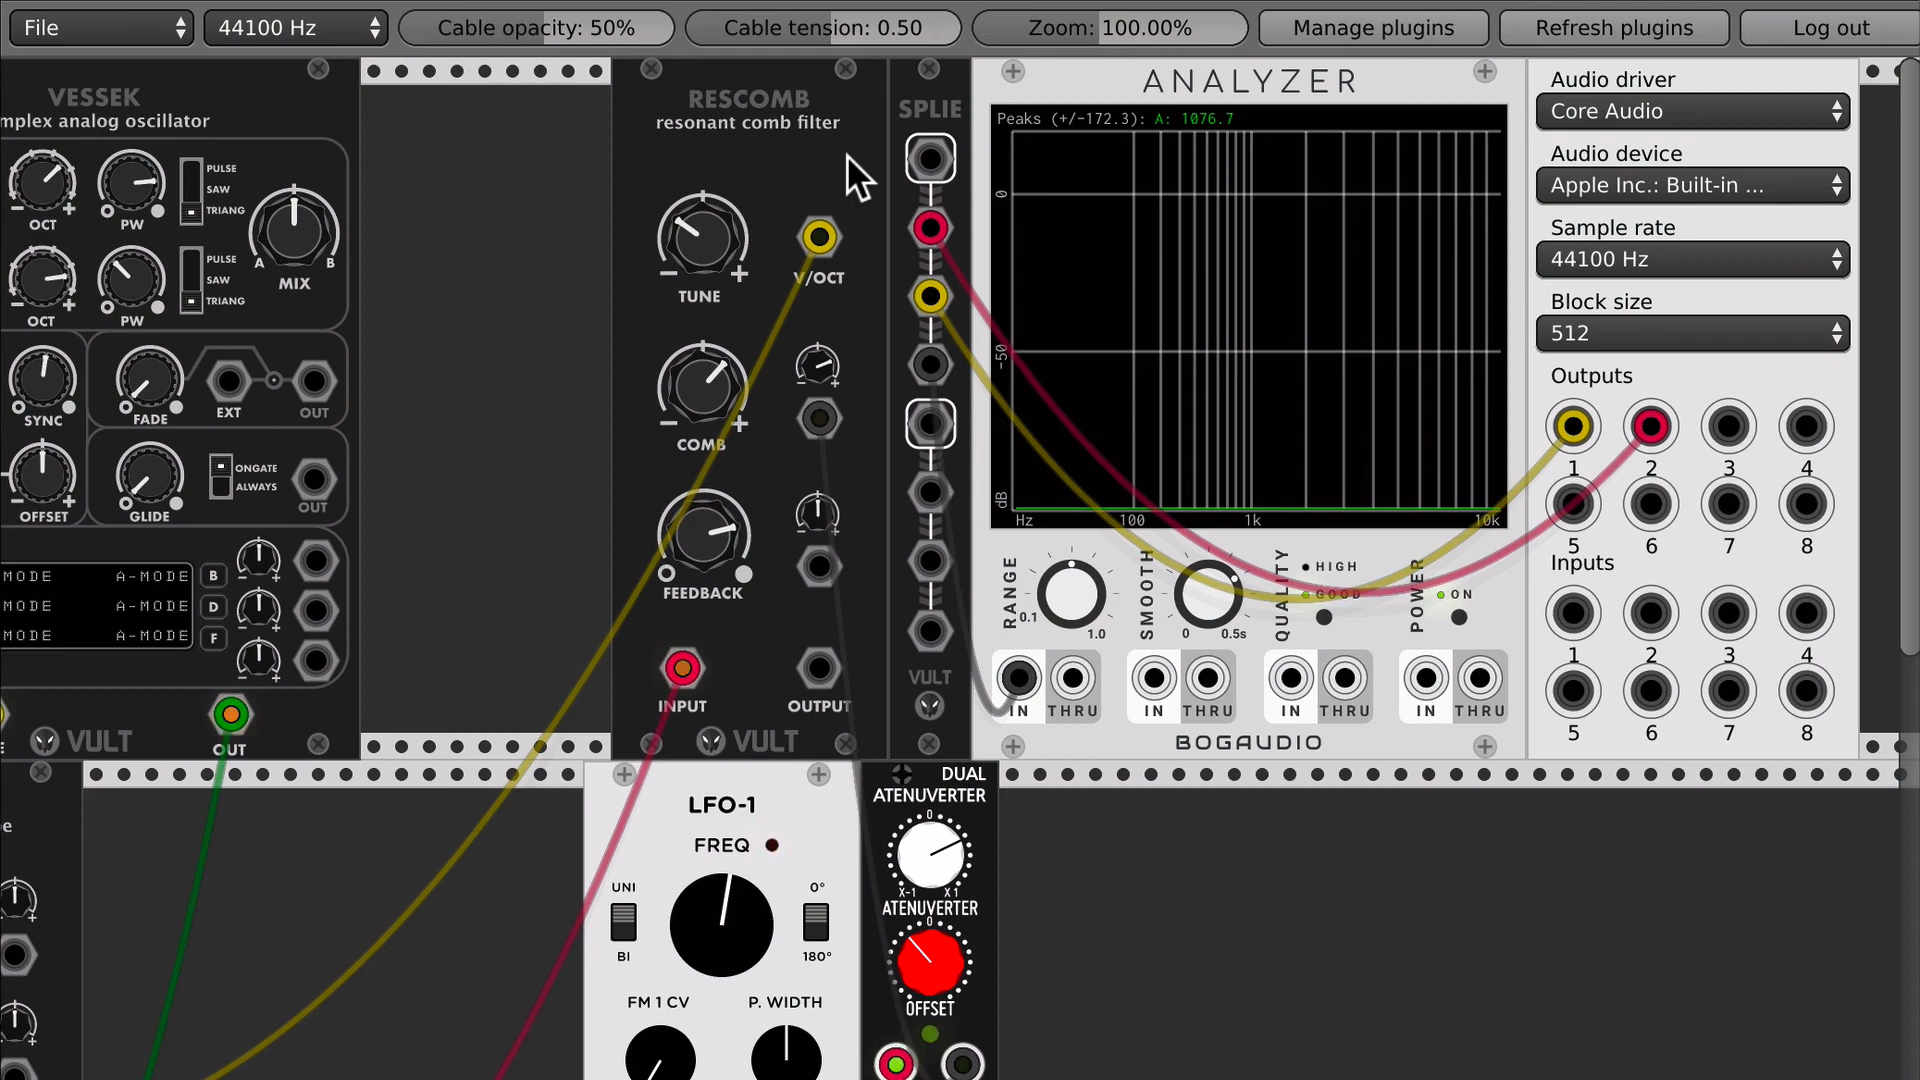 File
44100 Hz
Cable opacity: 50%
Cable tension: 0.50
Zoom: 100.00%
Manage plugins
Refresh plugins
Log out
VESSEK
mplex analog oscillator
OCT
PW
PULSE
SAW
TRIANG
A
B
MIX
OCT
PW
PULSE
SAW
TRIANG
SYNC
FADE
EXT
OUT
OFFSET
GLIDE
ONGATE
ALWAYS
OUT
MODE A-MODE B
MODE A-MODE D
MODE A-MODE F
VULT
OUT
RESCOMB
resonant comb filter
TUNE
V/OCT
COMB
FEEDBACK
INPUT
OUTPUT
VULT
SPLIE
VULT
ANALYZER
Peaks (+/-172.3): A: 1076.7
0
-50
dB
Hz 100 1k 10k
RANGE
0.1
1.0
SMOOTH
0
0.5s
QUALITY
HIGH
GOOD
POWER
ON
IN THRU IN THRU IN THRU IN THRU
BOGAUDIO
Audio driver
Core Audio
Audio device
Apple Inc.: Built-in ...
Sample rate
44100 Hz
Block size
512
Outputs
1 2 3 4
5 6 7 8
Inputs
1 2 3 4
5 6 7 8
LFO-1
FREQ
UNI
BI
0°
180°
FM 1 CV
P. WIDTH
DUAL
ATENUVERTER
0
X-1 X 1
ATENUVERTER
0
OFFSET